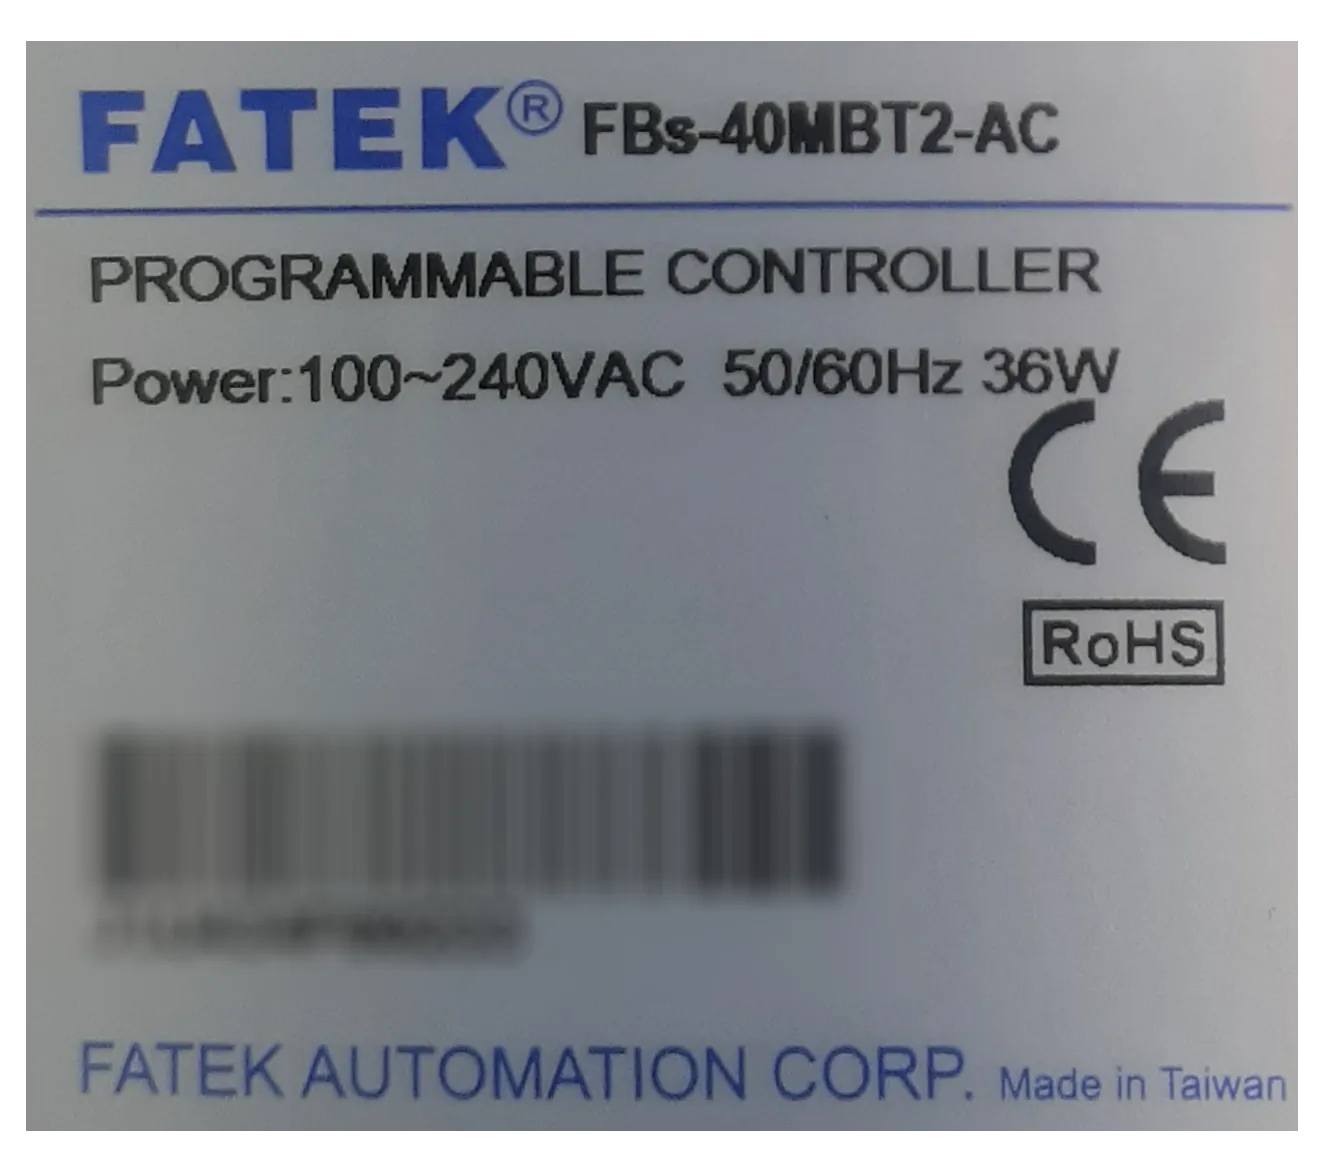 FATEK® FBs-40MBT2-AC
PROGRAMMABLE CONTROLLER
Power:100~240VAC 50/60Hz 36W
CE
RoHS
FATEK AUTOMATION CORP. Made in Taiwan